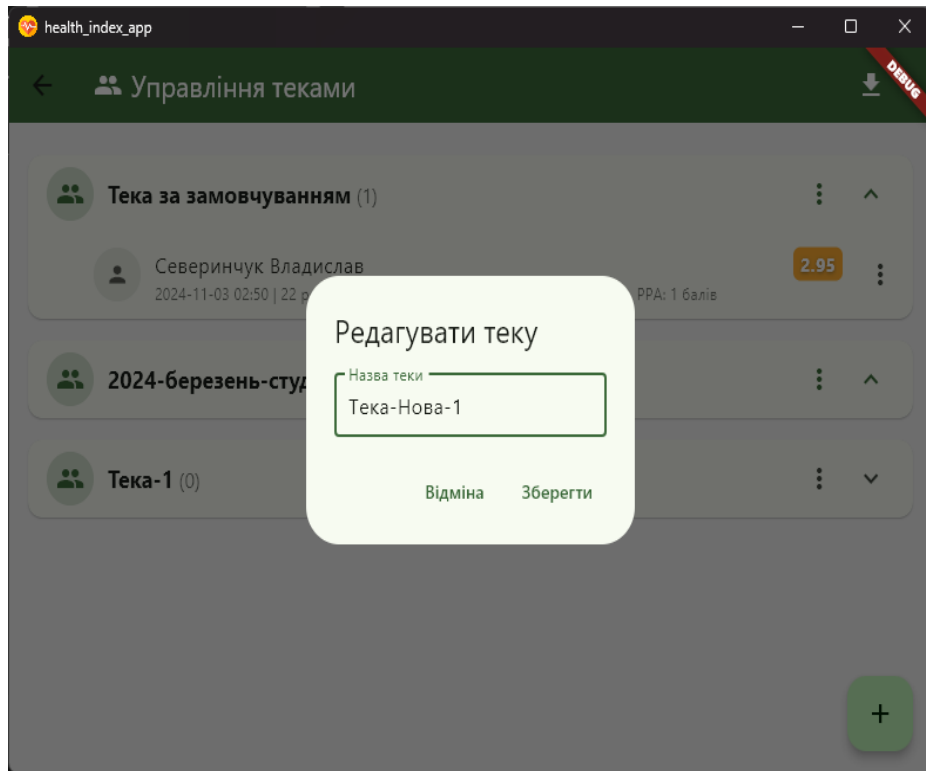 health_index_app
DEBUG
Управління теками
Тека за замовчуванням (1)
Северинчук Владислав
2.95
2024-11-03 02:50 | 22 PPA: 1 балів
Редагувати теку
Назва теки
Тека-Нова-1
2024-березень-сту
Тека-1 (0)
Відміна Зберегти